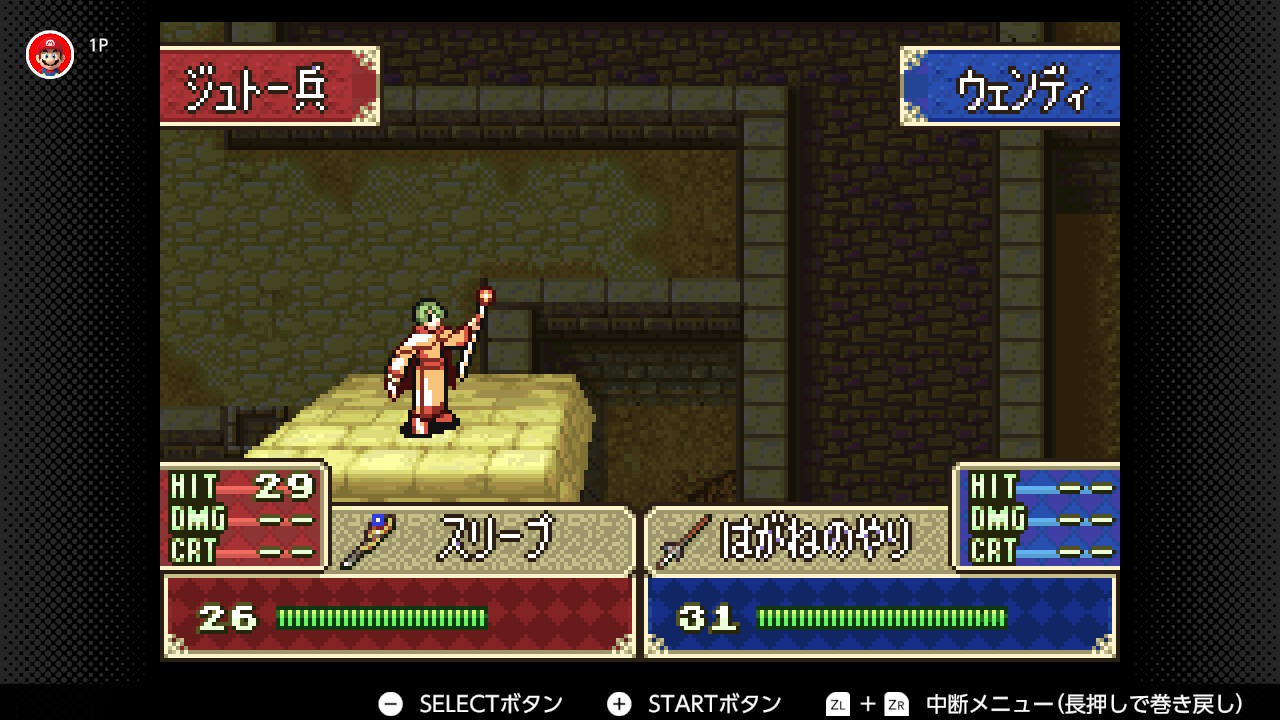 1P
ジュトー兵
ウェンディ
HIT 29
DMG --
CRT --
スリープ
はがねのやり
HIT --
DMG --
CRT --
26
31
SELECTボタン
STARTボタン
ZL + ZR 中断メニュー(長押しで巻き戻し)